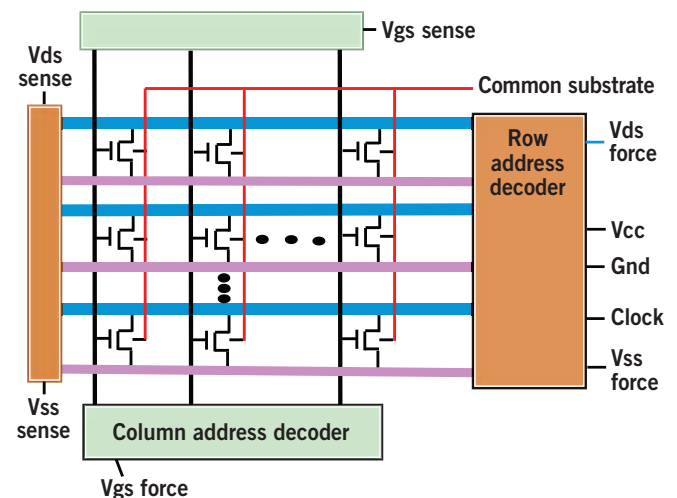 Vgs sense
Vds
sense
Common substrate
Row
address
decoder
Vds
force
Vcc
Gnd
Clock
Vss
force
Vss
sense
Column address decoder
Vgs force